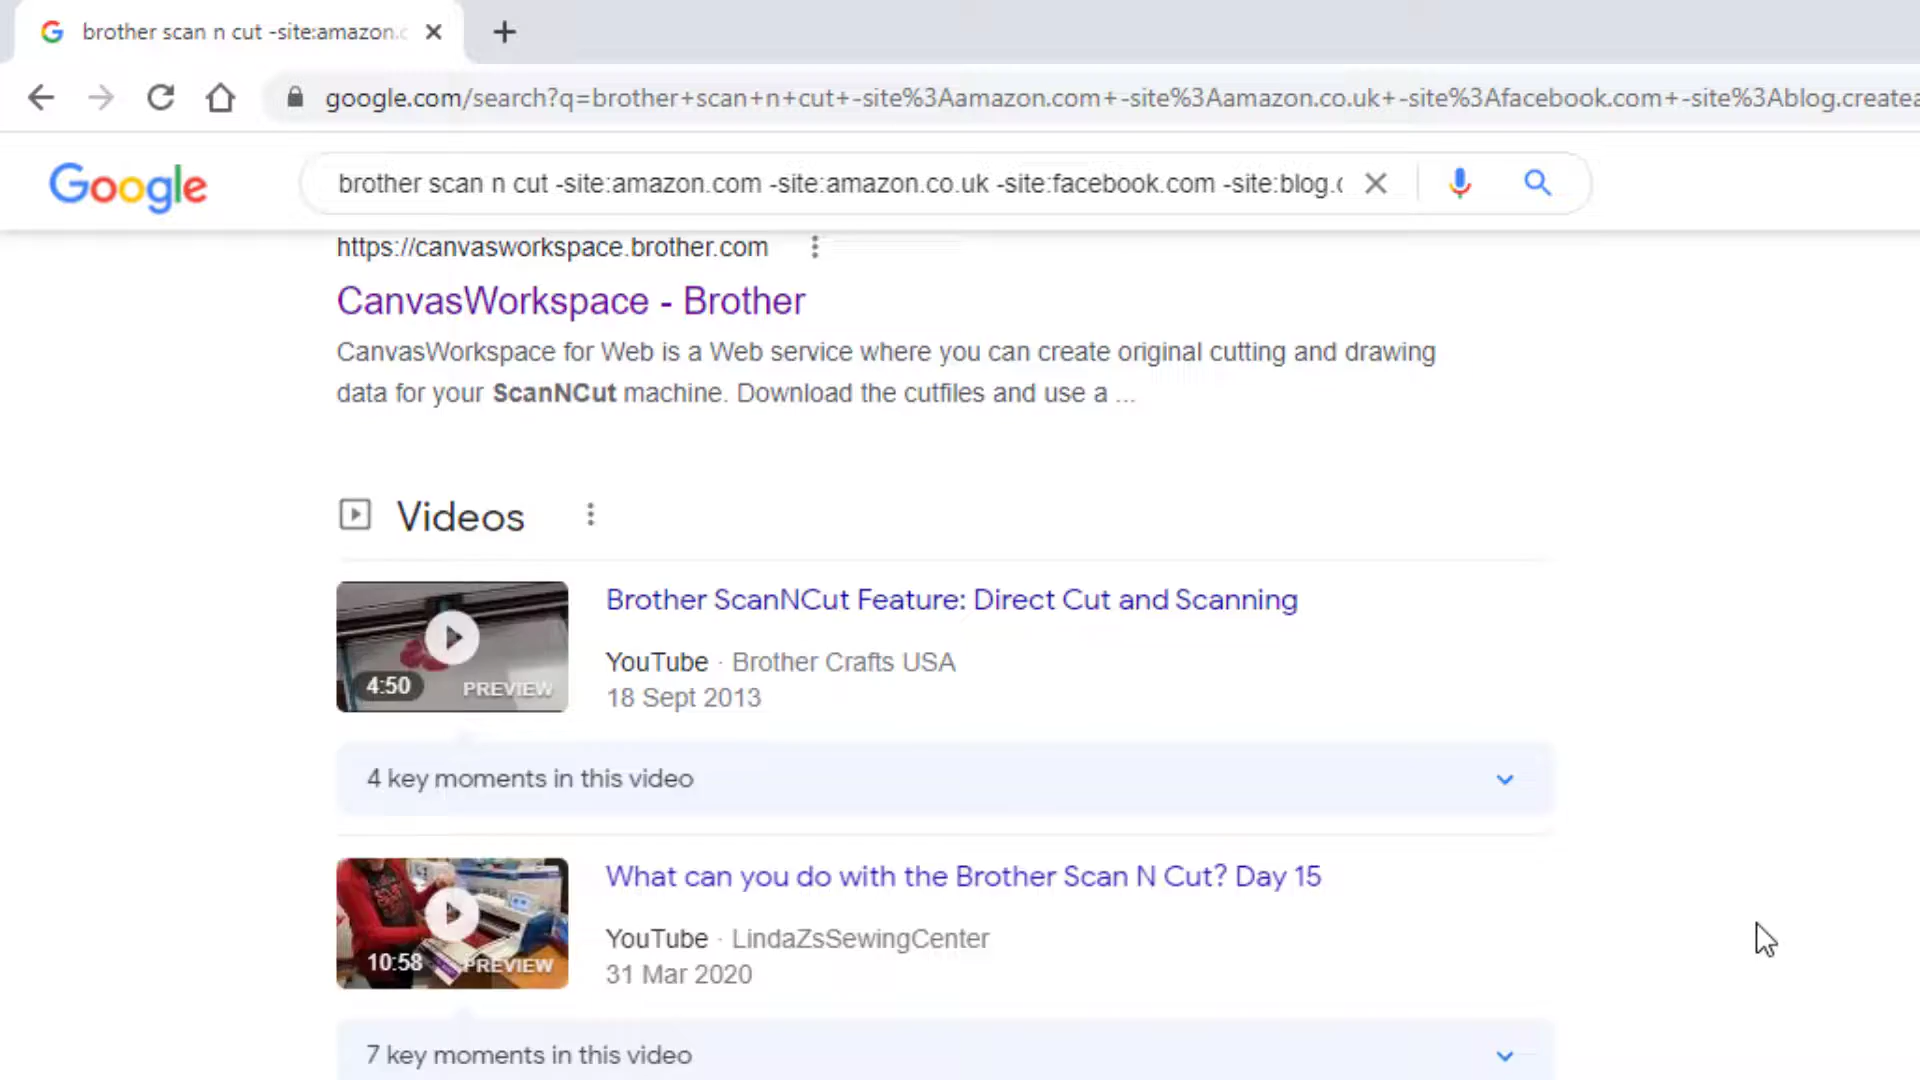 brother scan n cut -site:amazon.c
google.com/search?q=brother+scan+n+cut+-site%3Aamazon.com+-site%3Aamazon.co.uk+-site%3Afacebook.com+-site%3Ablog.createa
Google
brother scan n cut -site:amazon.com -site:amazon.co.uk -site:facebook.com -site:blog.c
https://canvasworkspace.brother.com
CanvasWorkspace - Brother
CanvasWorkspace for Web is a Web service where you can create original cutting and drawing
data for your ScanNCut machine. Download the cutfiles and use a ...
Videos
Brother ScanNCut Feature: Direct Cut and Scanning
YouTube · Brother Crafts USA
18 Sept 2013
4:50 PREVIEW
4 key moments in this video
What can you do with the Brother Scan N Cut? Day 15
YouTube · LindaZsSewingCenter
31 Mar 2020
10:58 PREVIEW
7 key moments in this video